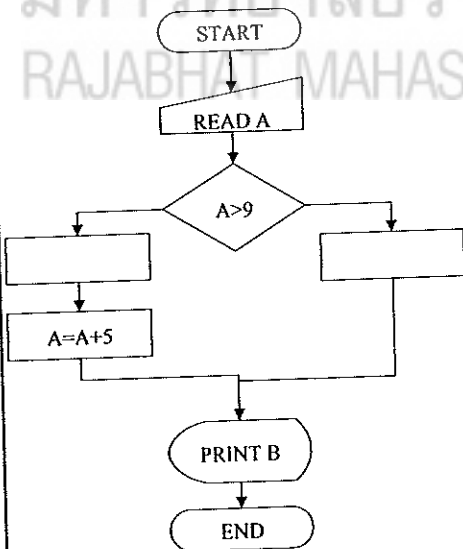 RAJABHAT MAHAS
START
READ A
A>9
A=A+5
PRINT B
END